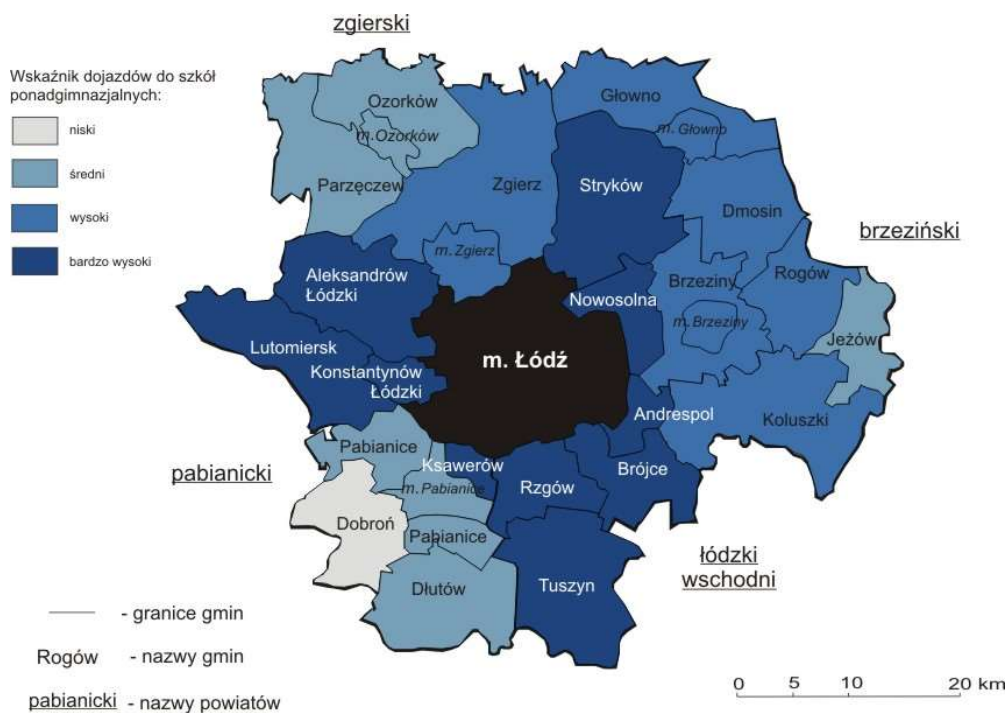 zgierski
Wskaźnik dojazdów do szkół
ponadgimnazjalnych:
niski
średni
wysoki
bardzo wysoki
Ozorków
m. Ozorków
Parzęczew
Zgierz
m. Zgierz
Głowno
m. Głowno
Stryków
Dmosin
brzeziński
Aleksandrów
Łódzki
Nowosolna
Brzeziny
m. Brzeziny
Rogów
Jeżów
Lutomiersk
Konstantynów
Łódzki
m. Łódź
Andrespol
Koluszki
pabianicki
Pabianice
Ksawerów
m. Pabianice
Rzgów
Brójce
Dobroń
Pabianice
Dłutów
Tuszyn
łódzki
wschodni
- granice gmin
Rogów - nazwy gmin
pabianicki - nazwy powiatów
0 5 10 20 km